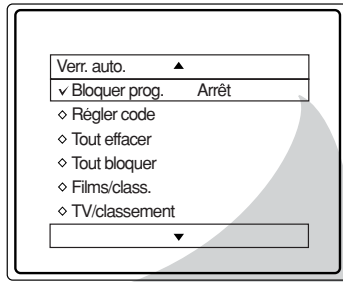 Verr. auto. ▲
✓ Bloquer prog. Arrêt
◇ Régler code
◇ Tout effacer
◇ Tout bloquer
◇ Films/class.
◇ TV/classement
▼